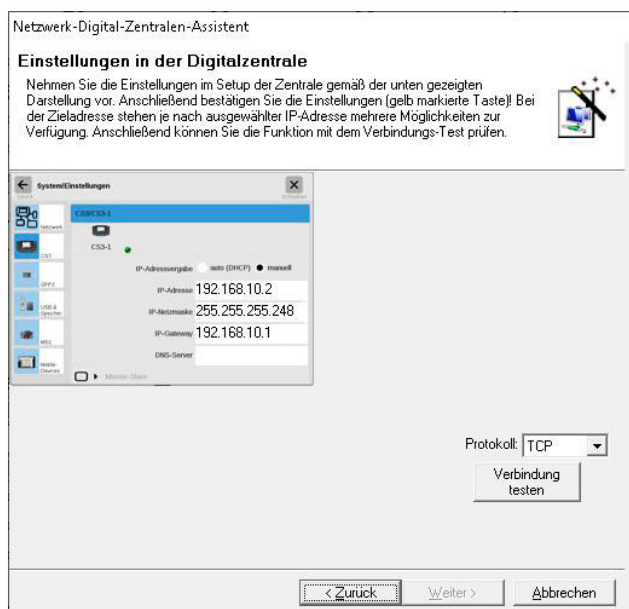 Netzwerk-Digital-Zentralen-Assistent
Einstellungen in der Digitalzentrale
Nehmen Sie die Einstellungen im Setup der Zentrale gemäß der unten gezeigten
Darstellung vor. Anschließend bestätigen Sie die Einstellungen (gelb markierte Taste)! Bei
der Zieladresse stehen je nach ausgewählter IP-Adresse mehrere Möglichkeiten zur
Verfügung. Anschließend können Sie die Funktion mit dem Verbindungs-Test prüfen.
System/Einstellungen
Netzwerk
CS3/CS3-1
CS3
CS3-1
GFP3
IP-Adressvergabe auto (DHCP) manuell
IP-Adresse 192.168.10.2
USB &
Speicher
IP-Netzmaske 255.255.255.248
IP-Gateway 192.168.10.1
MS2
DNS-Server
Mobile-
Devices
Master-Slave
Protokoll: TCP
Verbindung
testen
< Zurück
Weiter >
Abbrechen